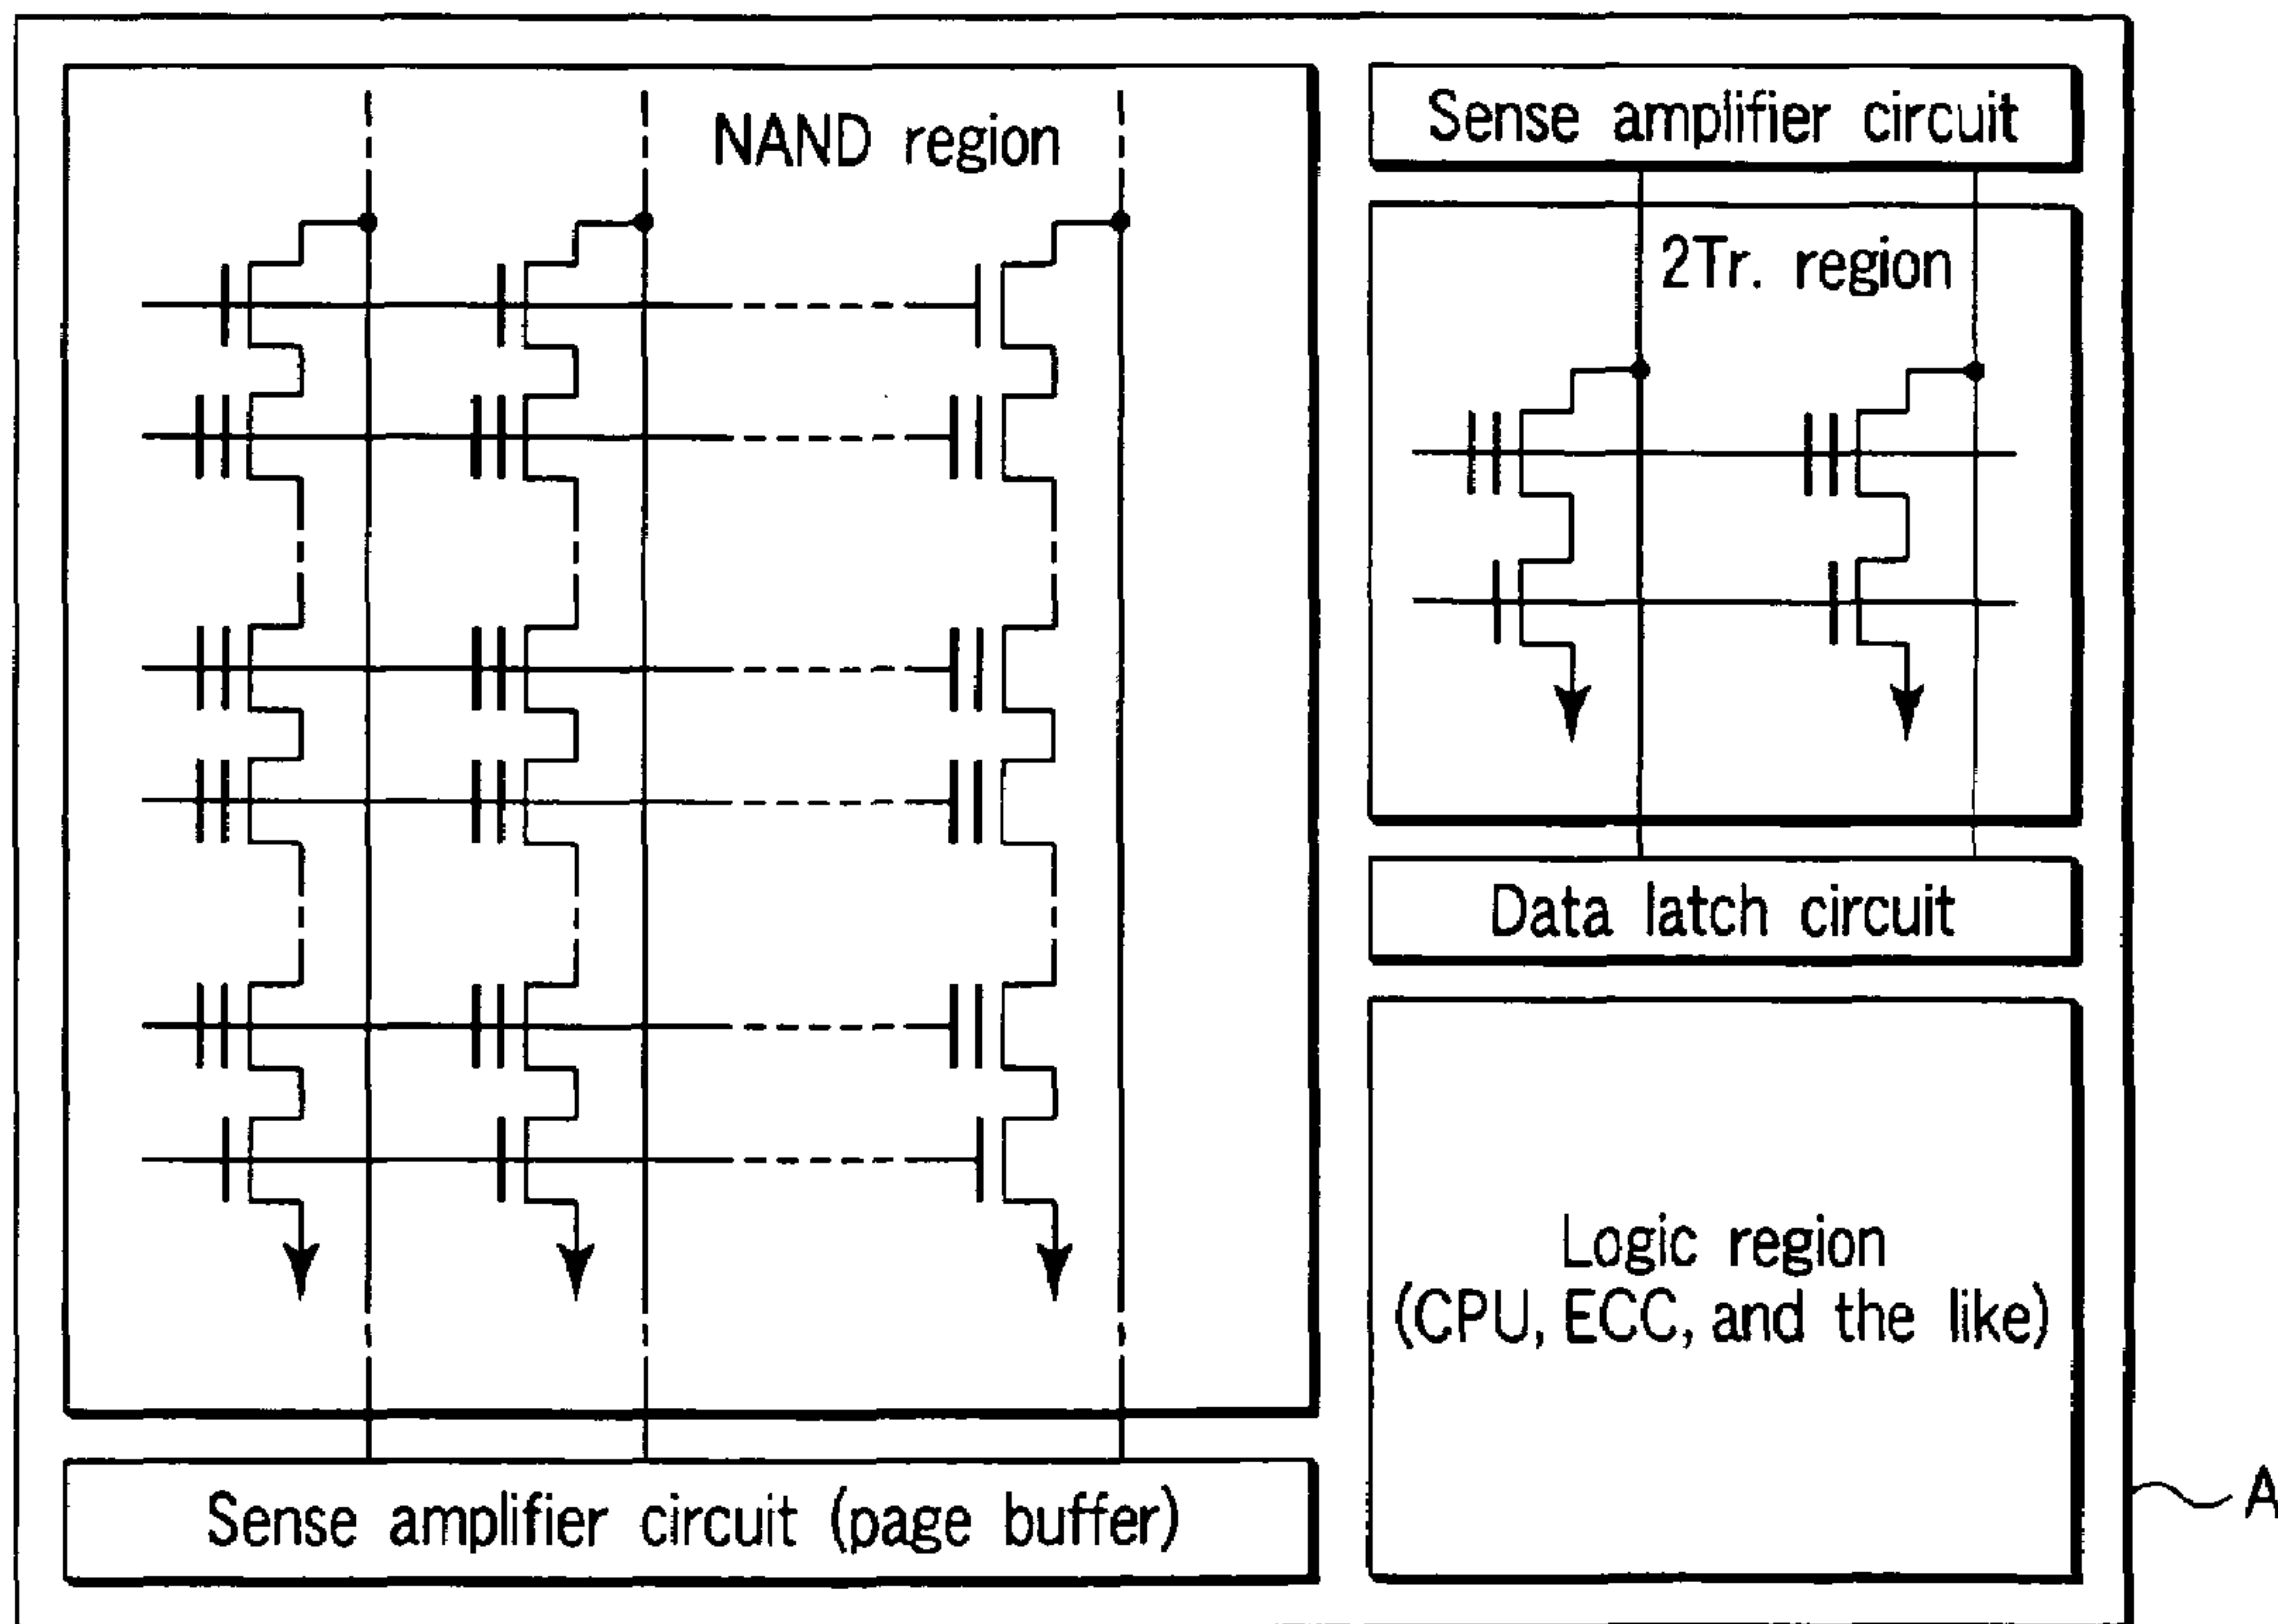 NAND region
Sense amplifier circuit (page buffer)
Sense amplifier circuit
2Tr. region
Data latch circuit
Logic region
(CPU, ECC, and the like)
A